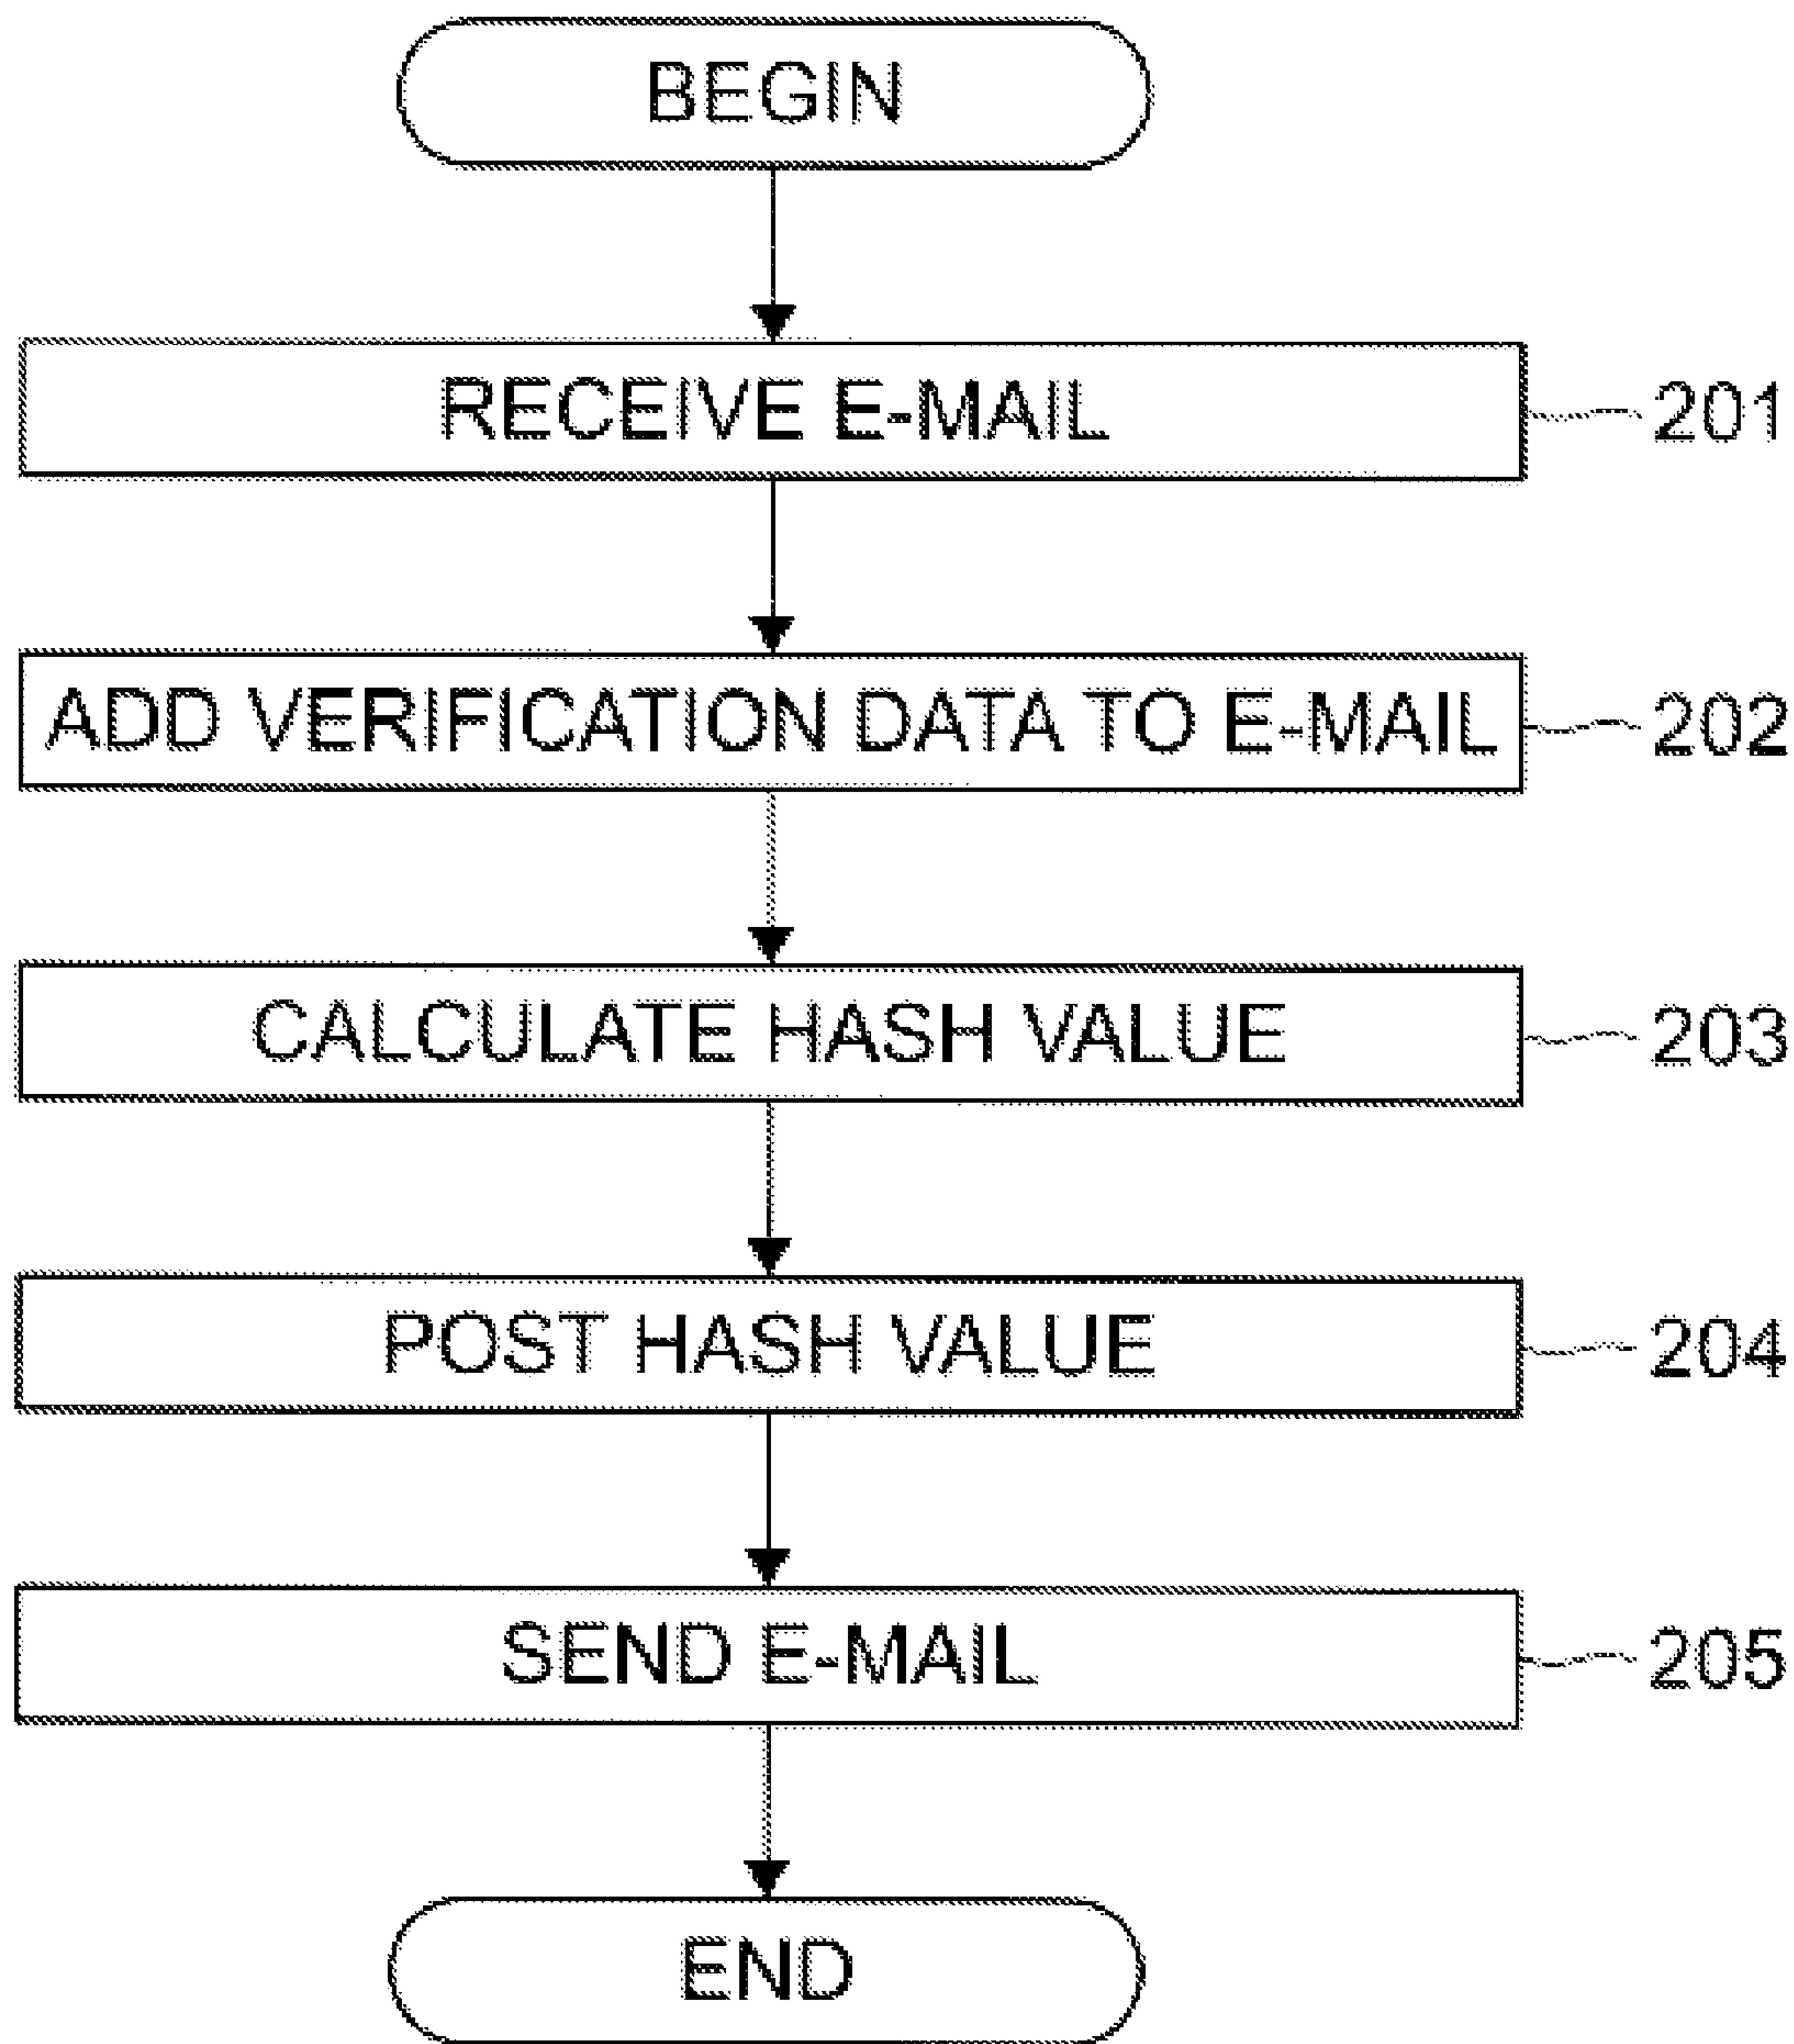 BEGIN
RECEIVE E-MAIL 201
ADD VERIFICATION DATA TO E-MAIL 202
CALCULATE HASH VALUE 203
POST HASH VALUE 204
SEND E-MAIL 205
END